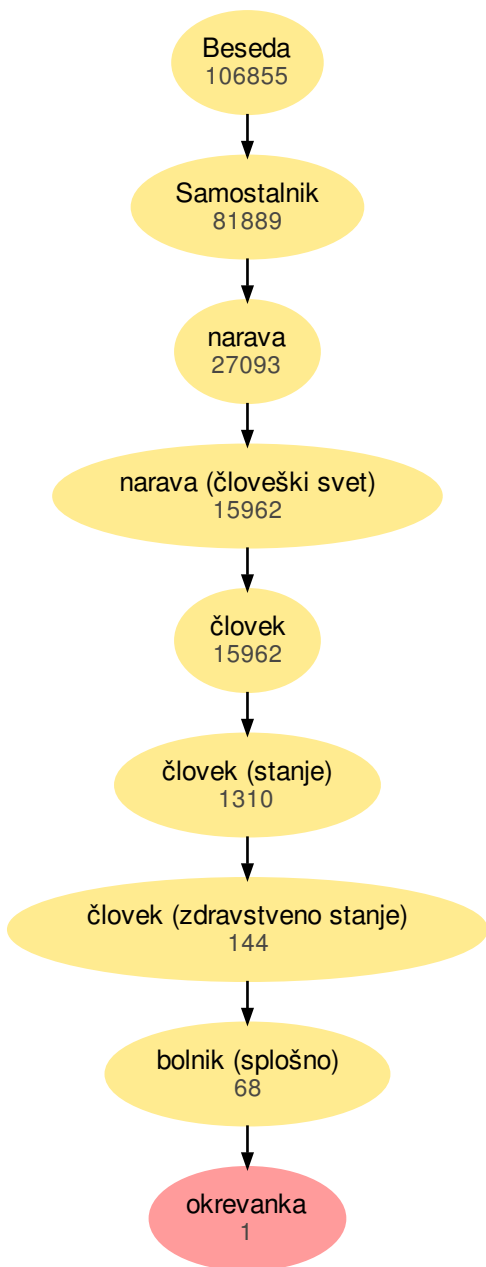 Beseda
106855
Samostalnik
81889
narava
27093
narava (človeški svet)
15962
človek
15962
človek (stanje)
1310
človek (zdravstveno stanje)
144
bolnik (splošno)
68
okrevanka
1